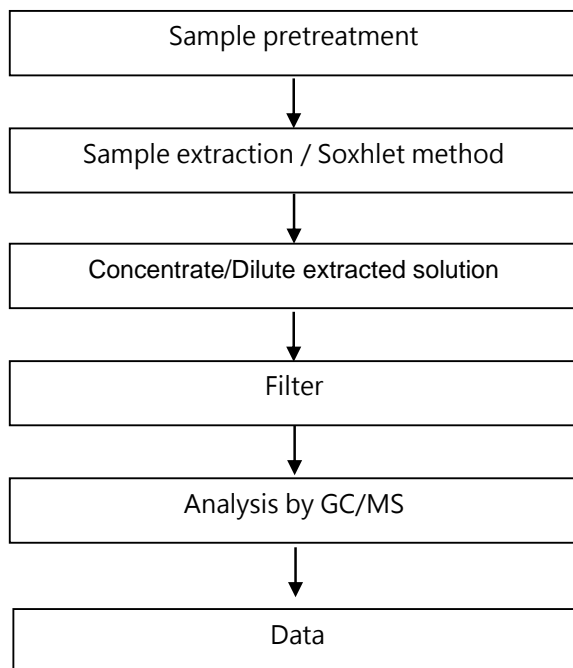 Sample pretreatment
Sample extraction / Soxhlet method
Concentrate/Dilute extracted solution
Filter
Analysis by GC/MS
Data